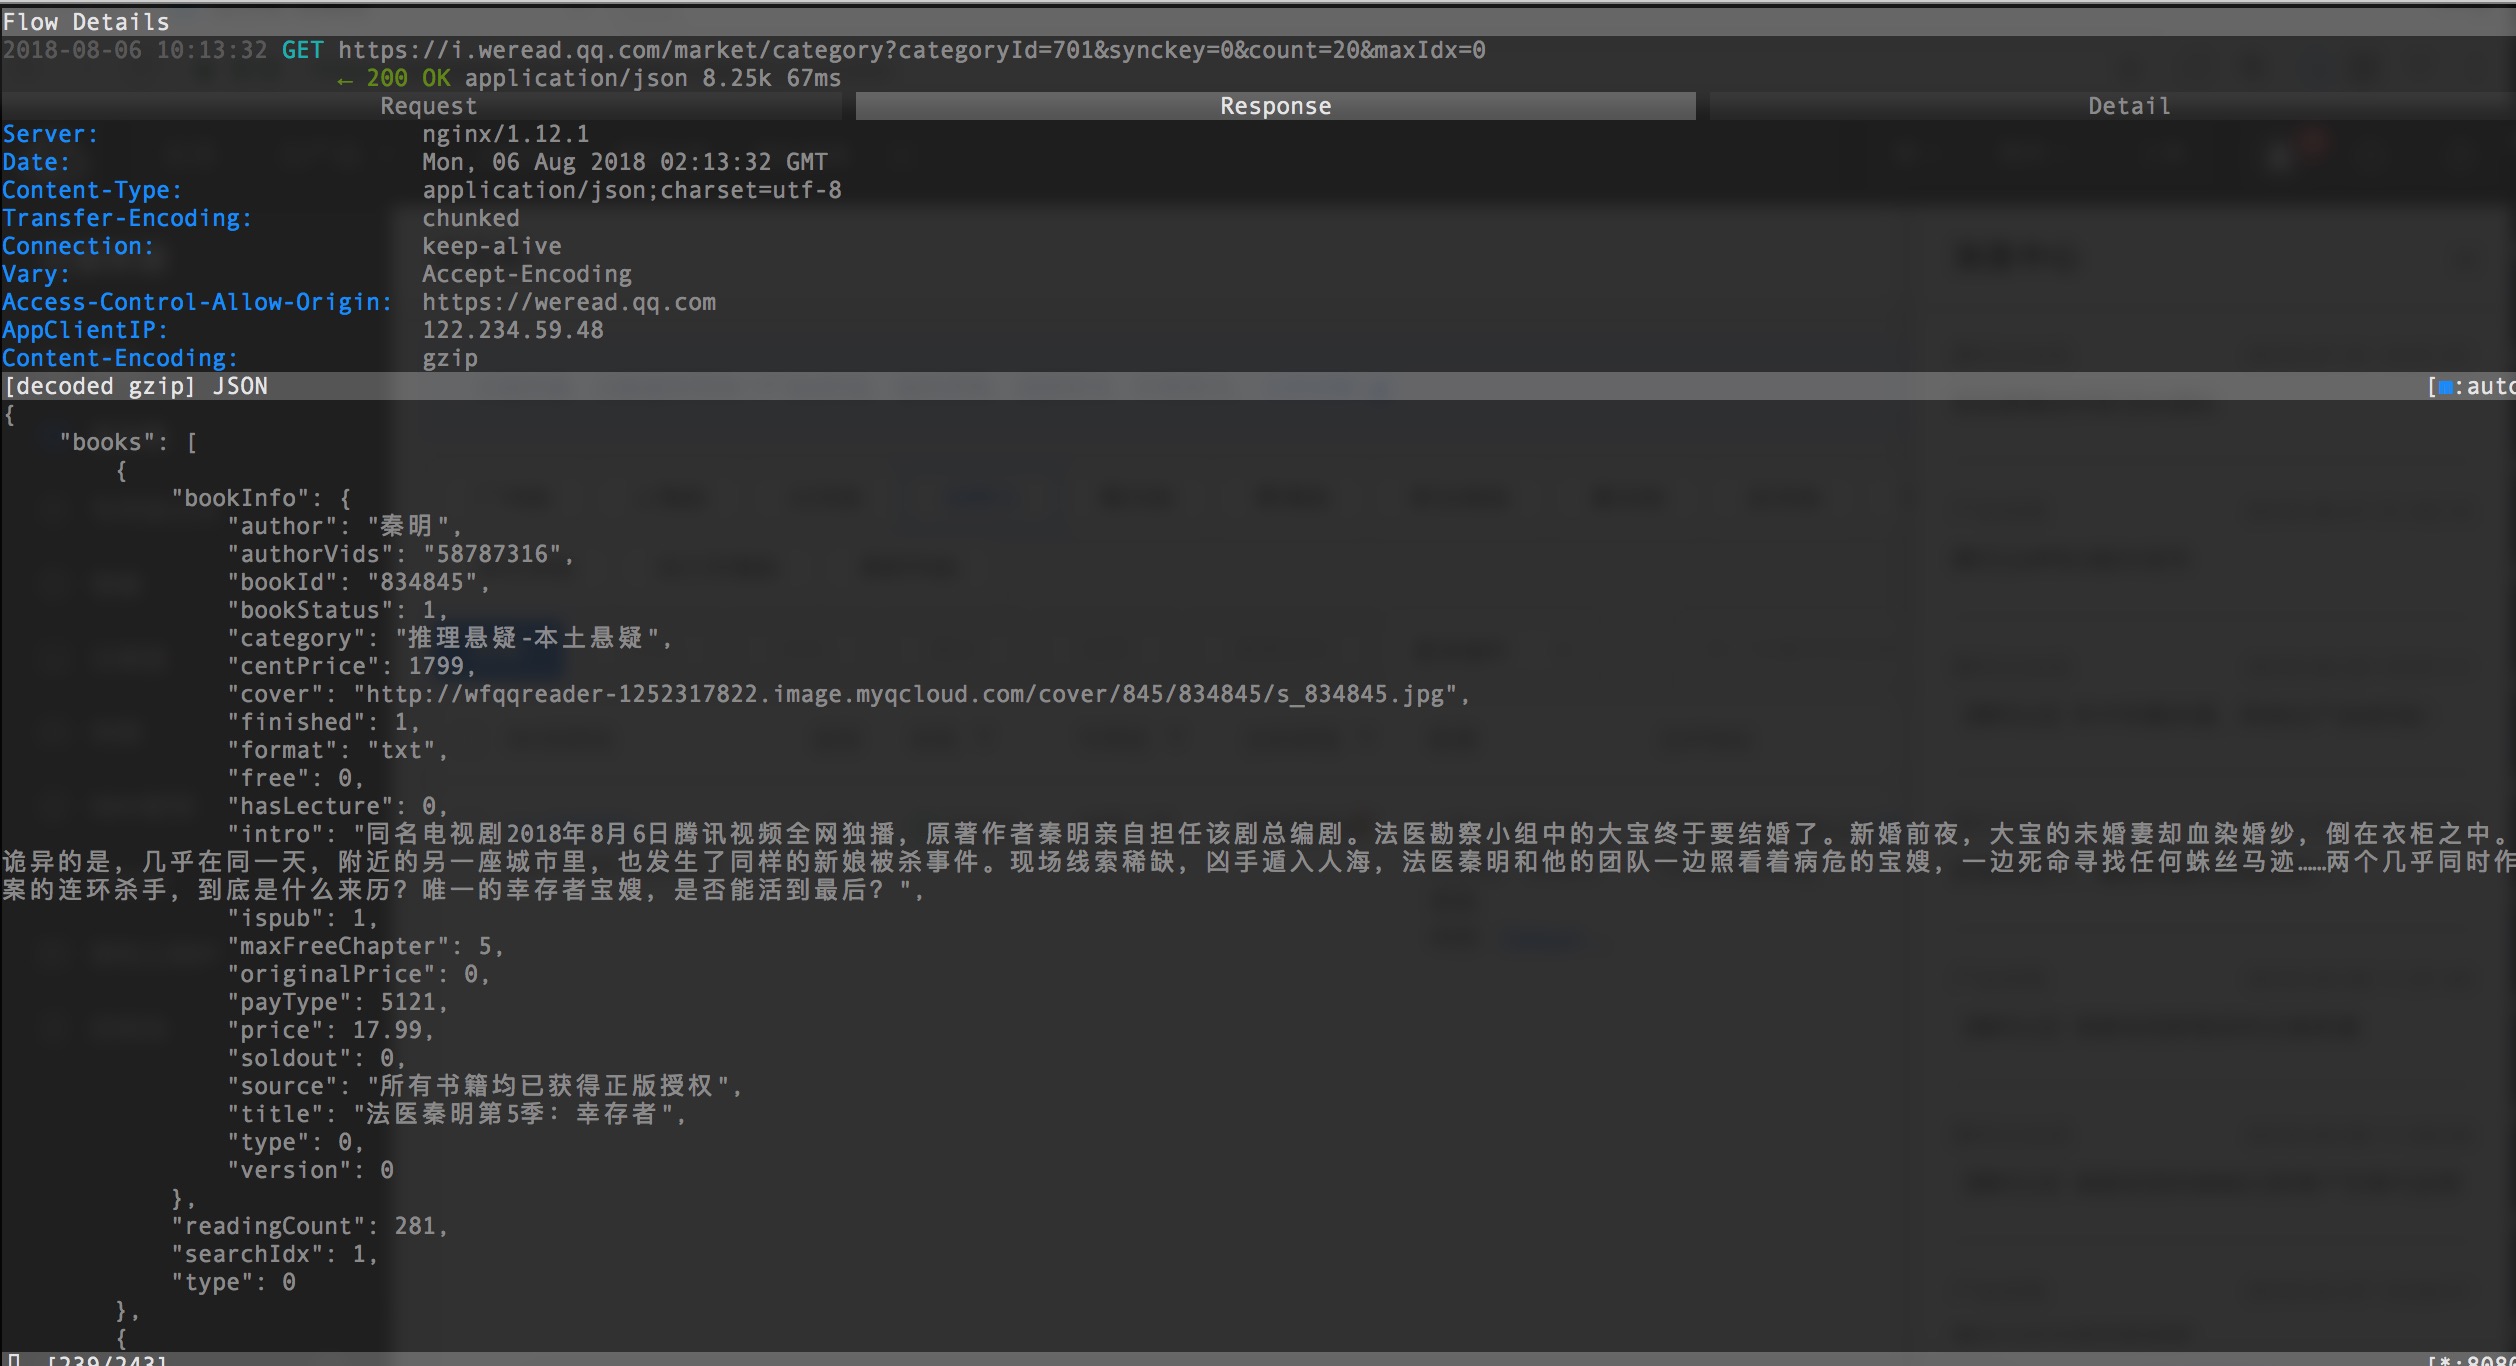 Flow Details
2018-08-06 10:13:32 GET https://i.weread.qq.com/market/category?categoryId=701&synckey=0&count=20&maxIdx=0
← 200 OK application/json 8.25k 67ms
Request Response Detail
Server: nginx/1.12.1
Date: Mon, 06 Aug 2018 02:13:32 GMT
Content-Type: application/json;charset=utf-8
Transfer-Encoding: chunked
Connection: keep-alive
Vary: Accept-Encoding
Access-Control-Allow-Origin: https://weread.qq.com
AppClientIP: 122.234.59.48
Content-Encoding: gzip
[decoded gzip] JSON [m:auto
{
"books": [
{
"bookInfo": {
"author": "秦明",
"authorVids": "58787316",
"bookId": "834845",
"bookStatus": 1,
"category": "推理悬疑-本土悬疑",
"centPrice": 1799,
"cover": "http://wfqqreader-1252317822.image.myqcloud.com/cover/845/834845/s_834845.jpg",
"finished": 1,
"format": "txt",
"free": 0,
"hasLecture": 0,
"intro": "同名电视剧2018年8月6日腾讯视频全网独播，原著作者秦明亲自担任该剧总编剧。法医勘察小组中的大宝终于要结婚了。新婚前夜，大宝的未婚妻却血染婚纱，倒在衣柜之中。
诡异的是，几乎在同一天，附近的另一座城市里，也发生了同样的新娘被杀事件。现场线索稀缺，凶手遁入人海，法医秦明和他的团队一边照看着病危的宝嫂，一边死命寻找任何蛛丝马迹……两个几乎同时作
案的连环杀手，到底是什么来历？唯一的幸存者宝嫂，是否能活到最后？",
"ispub": 1,
"maxFreeChapter": 5,
"originalPrice": 0,
"payType": 5121,
"price": 17.99,
"soldout": 0,
"source": "所有书籍均已获得正版授权",
"title": "法医秦明第5季：幸存者",
"type": 0,
"version": 0
},
"readingCount": 281,
"searchIdx": 1,
"type": 0
},
{
[239/243] [*:8080